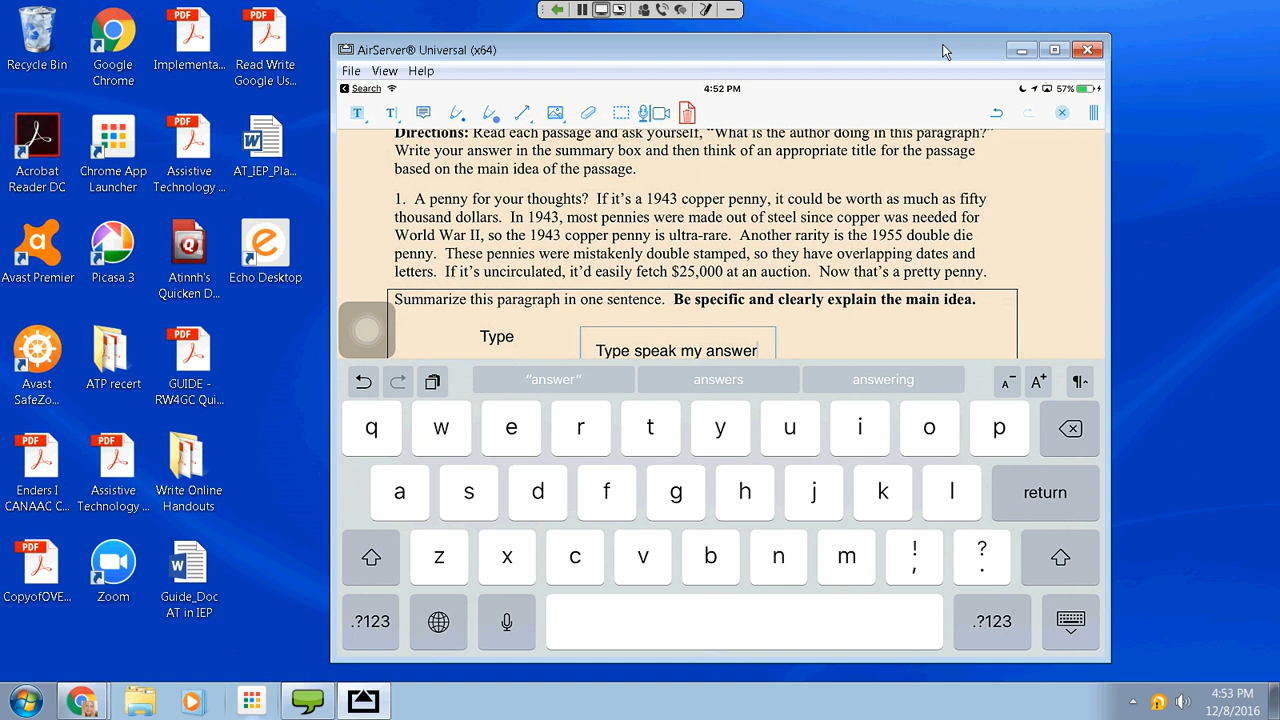 AirServer® Universal (x64)
File View Help
Search
4:52 PM
57%
T T
Directions: Read each passage and ask yourself, "What is the author doing in this paragraph?"
Write your answer in the summary box and then think of an appropriate title for the passage
based on the main idea of the passage.
1. A penny for your thoughts? If it's a 1943 copper penny, it could be worth as much as fifty
thousand dollars. In 1943, most pennies were made out of steel since copper was needed for
World War II, so the 1943 copper penny is ultra-rare. Another rarity is the 1955 double die
penny. These pennies were mistakenly double stamped, so they have overlapping dates and
letters. If it's uncirculated, it'd easily fetch $25,000 at an auction. Now that's a pretty penny.
Summarize this paragraph in one sentence. Be specific and clearly explain the main idea.
Type
Type speak my answer
"answer" answers answering A- A+
q w e r t y u i o p
a s d f g h j k l return
z x c v b n m ! , ? .
.?123 .?123
Recycle Bin
Google
Chrome
Implementa...
Read Write
Google Us...
Acrobat
Reader DC
Chrome App
Launcher
Assistive
Technology ...
AT_IEP_Pla...
Avast Premier
Picasa 3
Atinnh's
Quicken D...
Echo Desktop
Avast
SafeZo...
ATP recert
GUIDE -
RW4GC Qui...
Enders I
CANAAC C...
Assistive
Technology ...
Write Online
Handouts
CopyofOVE...
Zoom
Guide_Doc
AT in IEP
4:53 PM
12/8/2016